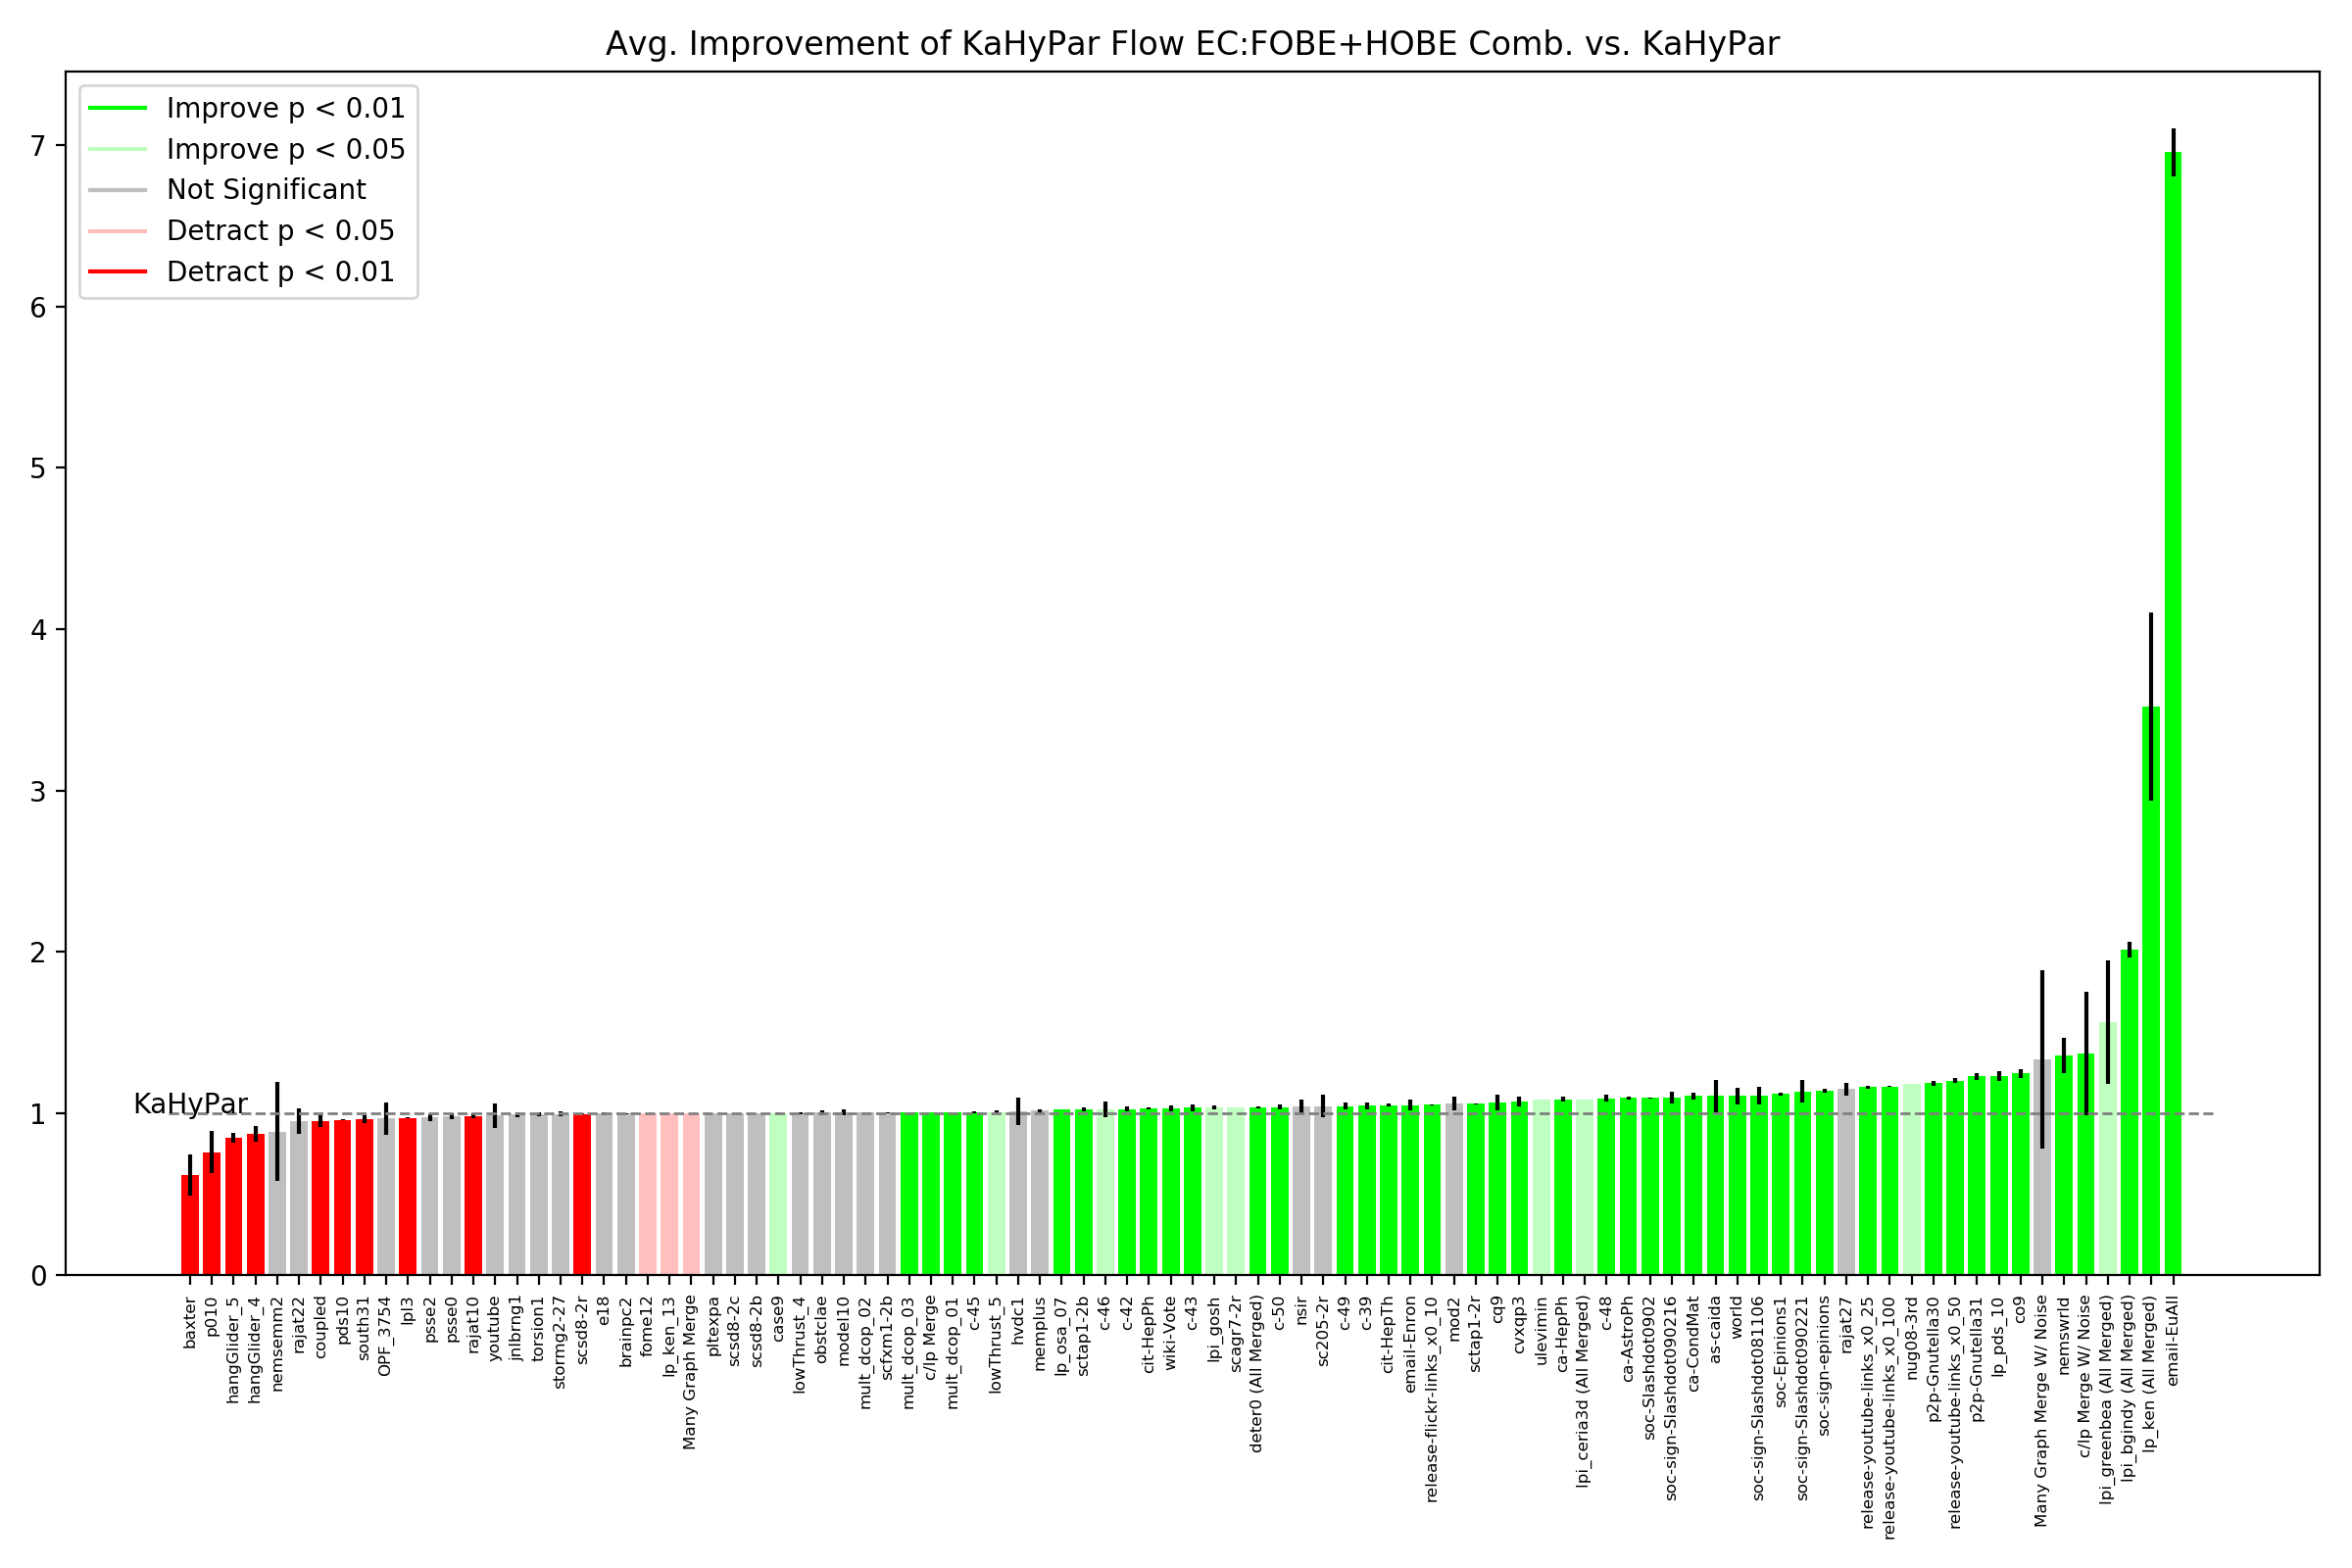 Avg. Improvement of KaHyPar Flow EC:FOBE+HOBE Comb. vs. KaHyPar
Improve p < 0.01
Improve p < 0.05
Not Significant
Detract p < 0.05
Detract p < 0.01
7
6
5
4
3
2
1
0
KaHyPar
baxter
p010
hangGlider_5
hangGlider_4
nemsemm2
rajat22
coupled
pds10
south31
OPF_3754
lpl3
psse2
psse0
rajat10
youtube
jnlbrng1
torsion1
stormg2-27
scsd8-2r
e18
brainpc2
fome12
lp_ken_13
Many Graph Merge
pltexpa
scsd8-2c
scsd8-2b
case9
lowThrust_4
obstclae
model10
mult_dcop_02
scfxm1-2b
mult_dcop_03
c/lp Merge
mult_dcop_01
c-45
lowThrust_5
hvdc1
memplus
lp_osa_07
sctap1-2b
c-46
c-42
cit-HepPh
wiki-Vote
c-43
lpi_gosh
scagr7-2r
deter0 (All Merged)
c-50
nsir
sc205-2r
c-49
c-39
cit-HepTh
email-Enron
release-flickr-links_x0_10
mod2
sctap1-2r
cq9
cvxqp3
ulevimin
ca-HepPh
lpi_ceria3d (All Merged)
c-48
ca-AstroPh
soc-Slashdot0902
soc-sign-Slashdot090216
ca-CondMat
as-caida
world
soc-sign-Slashdot081106
soc-Epinions1
soc-sign-Slashdot090221
soc-sign-epinions
rajat27
release-youtube-links_x0_25
release-youtube-links_x0_100
nug08-3rd
p2p-Gnutella30
release-youtube-links_x0_50
p2p-Gnutella31
lp_pds_10
co9
Many Graph Merge W/ Noise
nemswrld
c/lp Merge W/ Noise
lpi_greenbea (All Merged)
lpi_bgindy (All Merged)
lp_ken (All Merged)
email-EuAll